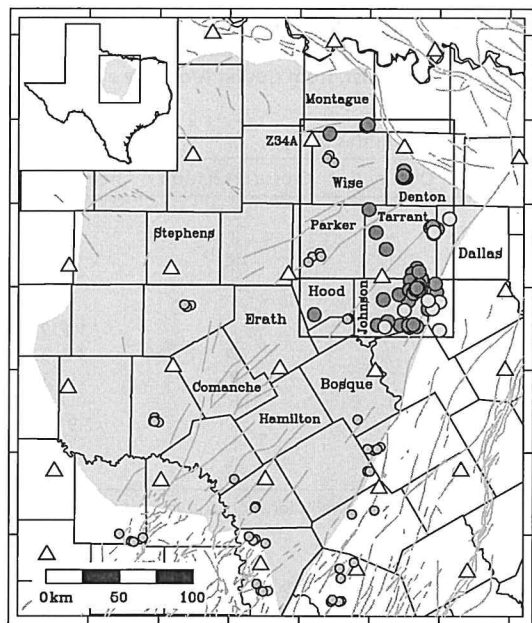 Montague
Z34A
Wise
Denton
Parker
Tarrant
Stephens
Dallas
Hood
Johnson
Erath
Comanche
Bosque
Hamilton
0km 50 100